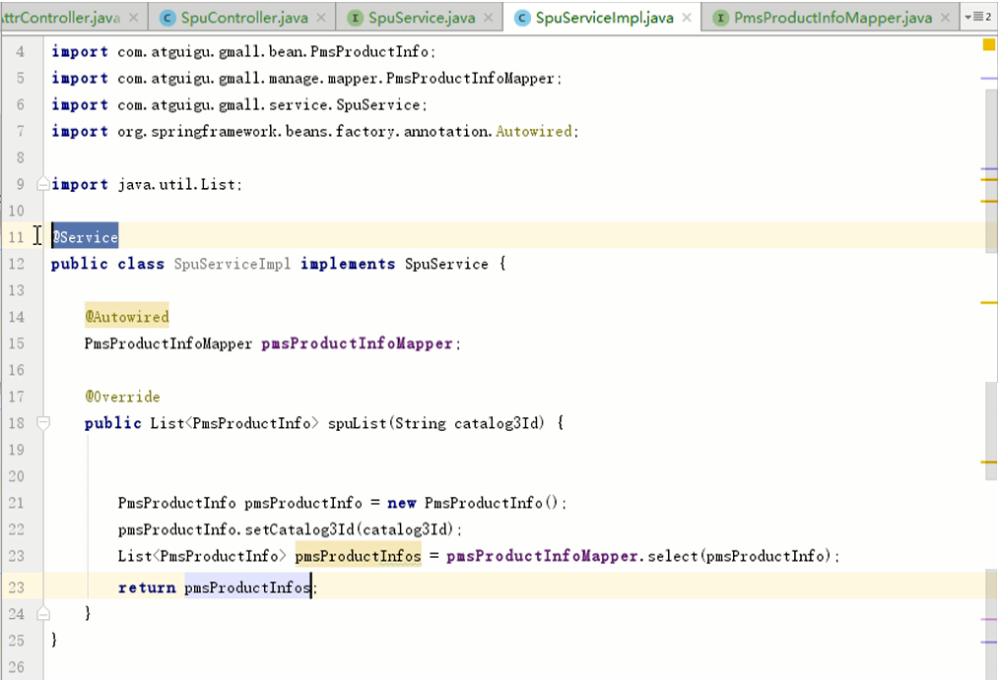 ttrController.java × SpuController.java × SpuService.java × SpuServiceImpl.java × PmsProductInfoMapper.java × 2
4 import com.atguigu.gmall.bean.PmsProductInfo;
5 import com.atguigu.gmall.manage.mapper.PmsProductInfoMapper;
6 import com.atguigu.gmall.service.SpuService;
7 import org.springframework.beans.factory.annotation.Autowired;
8
9 import java.util.List;
10
11 @Service
12 public class SpuServiceImpl implements SpuService {
13
14 @Autowired
15 PmsProductInfoMapper pmsProductInfoMapper;
16
17 @Override
18 public List<PmsProductInfo> spuList(String catalog3Id) {
19
20
21 PmsProductInfo pmsProductInfo = new PmsProductInfo();
22 pmsProductInfo.setCatalog3Id(catalog3Id);
23 List<PmsProductInfo> pmsProductInfos = pmsProductInfoMapper.select(pmsProductInfo);
23 return pmsProductInfos;
24 }
25 }
26